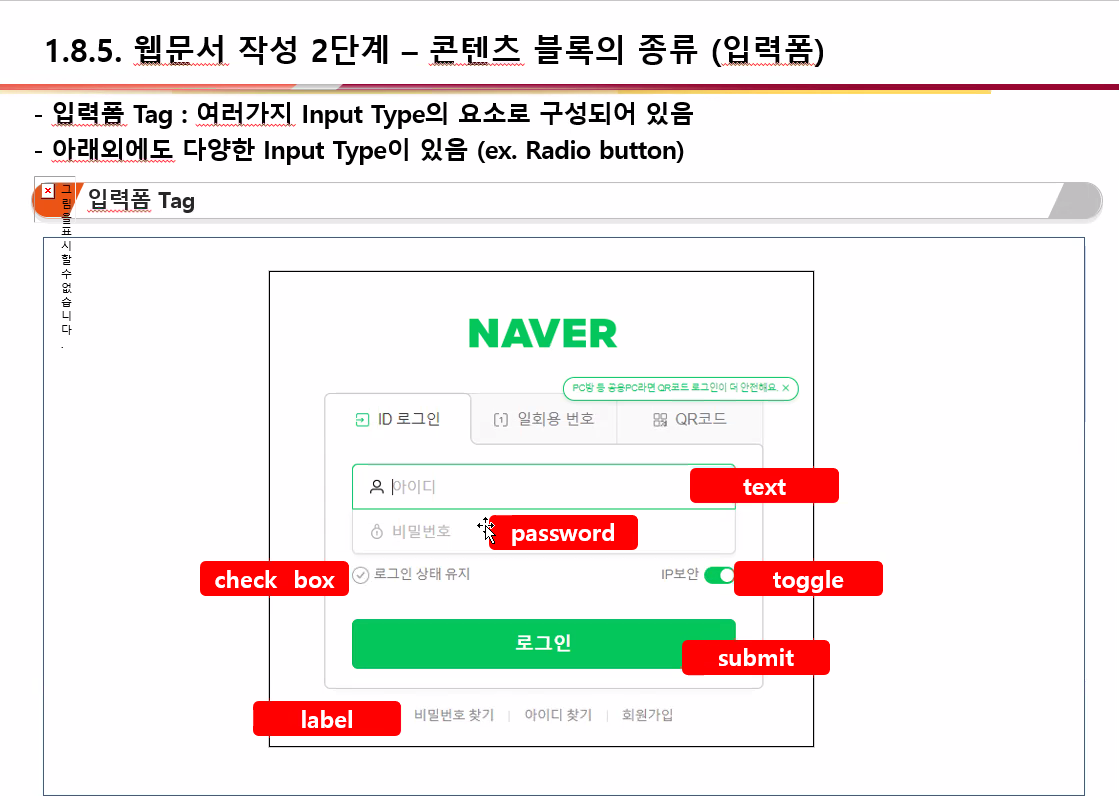 1.8.5. 웹문서 작성 2단계 – 콘텐츠 블록의 종류 (입력폼)
- 입력폼 Tag : 여러가지 Input Type의 요소로 구성되어 있음
- 아래외에도 다양한 Input Type이 있음 (ex. Radio button)
그림을표시할수없습니다.
입력폼 Tag
NAVER
PC방 등 공용PC라면 QR코드 로그인이 더 안전해요. ×
ID 로그인
1 일회용 번호
QR코드
아이디
text
비밀번호
password
check box
로그인 상태 유지
IP보안
toggle
로그인
submit
label
비밀번호 찾기 | 아이디 찾기 | 회원가입